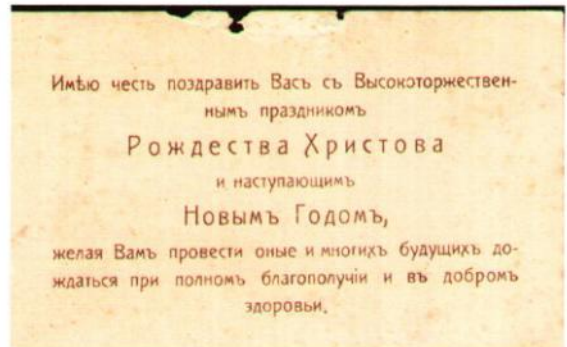 Имѣю честь поздравить Васъ съ Высокоторжествен-
нымъ праздникомъ
Рождества Христова
и наступающимъ
Новымъ Годомъ,
желая Вамъ провести оные и многихъ будущихъ до-
ждаться при полномъ благополучіи и въ добромъ
здоровьи.